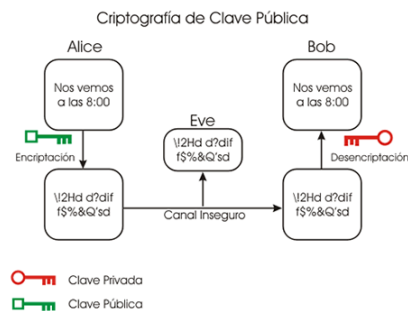 Criptografía de Clave Pública
Alice
Bob
Nos vemos
a las 8:00
Eve
Nos vemos
a las 8:00
\!2Hd d?dif
f$%&Q'sd
Encriptación
Desencriptación
\!2Hd d?dif
f$%&Q'sd
Canal Inseguro
\!2Hd d?dif
f$%&Q'sd
Clave Privada
Clave Pública